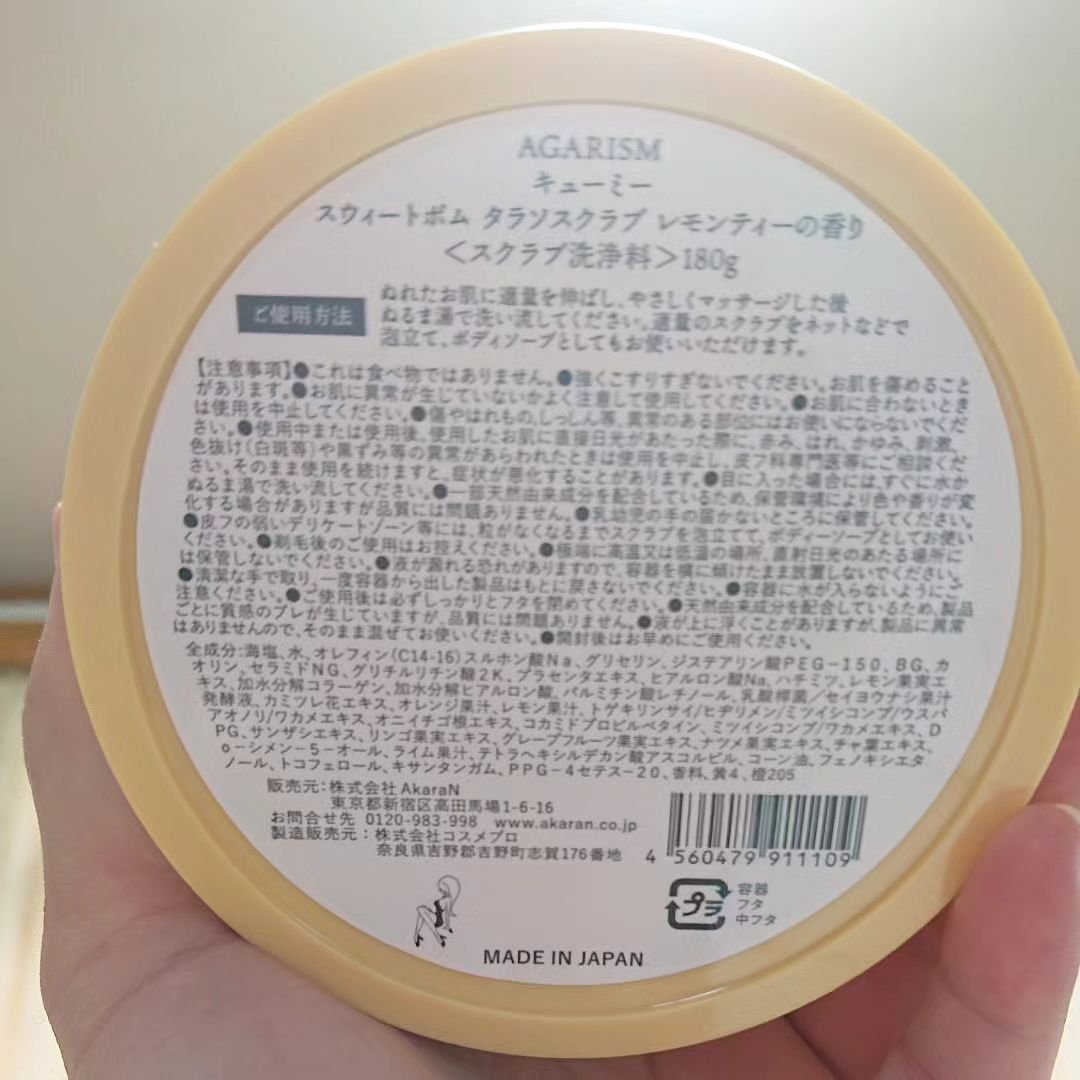 AGARISM
キューミー
スウィートボム タラソスクラブ レモンティーの香り
＜スクラブ洗浄料＞180g
ご使用方法
ぬれたお肌に適量を伸ばし、やさしくマッサージした後
ぬるま湯で洗い流してください。適量のスクラブをネットなどで
泡立て、ボディソープとしてもお使いいただけます。
【注意事項】●これは食べ物ではありません。●強くこすりすぎないでください。お肌を傷めること
があります。●お肌に異常が生じていないかよく注意して使用してください。●お肌に合わないとき
は使用を中止してください。●傷やはれもの、しっしん等、異常のある部位にはお使いにならないでくだ
さい。●使用中または使用後、使用したお肌に直接日光があたった際に、赤み、はれ、かゆみ、刺激、
色抜け(白斑等)や黒ずみ等の異常があらわれたときは使用を中止し、皮フ科専門医等にご相談くだ
さい。そのまま使用を続けますと、症状が悪化することがあります。●目に入った場合には、すぐに水か
ぬるま湯で洗い流してください。●一部天然由来成分を配合しているため、保管環境により色や香りが変
化する場合がありますが品質には問題ありません。●乳幼児の手の届かないところに保管してください。
●皮フの弱いデリケートゾーン等には、粒がなくなるまでスクラブを泡立てて、ボディーソープとしてお使い
ください。●剃毛後のご使用はお控えください。●極端に高温又は低温の場所、直射日光のあたる場所に
は保管しないでください。●液が漏れる恐れがありますので、容器を横に傾けたまま放置しないでください。
●清潔な手で取り、一度容器から出した製品はもとに戻さないでください。●容器に水が入らないようにご
注意ください。●ご使用後は必ずしっかりとフタを閉めてください。●天然由来成分を配合しているため、製品
ごとに質感のブレが生じていますが、品質には問題ありません。●液が上に浮くことがありますが、製品に異常
はありませんので、そのまま混ぜてお使いください。●開封後はお早めにご使用ください。
全成分:海塩、水、オレフィン(C14-16)スルホン酸Na、グリセリン、ジステアリン酸PEG-150、BG、カ
オリン、セラミドNG、グリチルリチン酸2K、プラセンタエキス、ヒアルロン酸Na、ハチミツ、レモン果実エ
キス、加水分解コラーゲン、加水分解ヒアルロン酸、パルミチン酸レチノール、乳酸桿菌／セイヨウナシ果汁
発酵液、カミツレ花エキス、オレンジ果汁、レモン果汁、トゲキリンサイ/ヒヂリメン/ミツイシコンブ/ウスバ
アオノリ/ワカメエキス、オニイチゴ根エキス、コカミドプロピルベタイン、ミツイシコンブ/ワカメエキス、D
PG、サンザシエキス、リンゴ果実エキス、グレープフルーツ果実エキス、ナツメ果実エキス、チャ葉エキス、
o-シメン-5-オール、ライム果汁、テトラヘキシルデカン酸アスコルビル、コーン油、フェノキシエタ
ノール、トコフェロール、キサンタンガム、PPG-4セテス-20、香料、黄4、橙205
販売元：株式会社AkaraN
東京都新宿区高田馬場1-6-16
お問合せ先 0120-983-998 www.akaran.co.jp
製造販売元：株式会社コスメプロ
奈良県吉野郡吉野町志賀176番地
4 560479 911109
プラ
容器
フタ
中フタ
MADE IN JAPAN